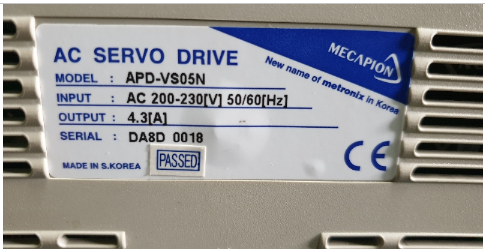 AC SERVO DRIVE
MECAPION
New name of metronix in Korea
MODEL : APD-VS05N
INPUT : AC 200-230[V] 50/60[Hz]
OUTPUT : 4.3[A]
SERIAL : DA8D 0018
MADE IN S.KOREA PASSED
CE